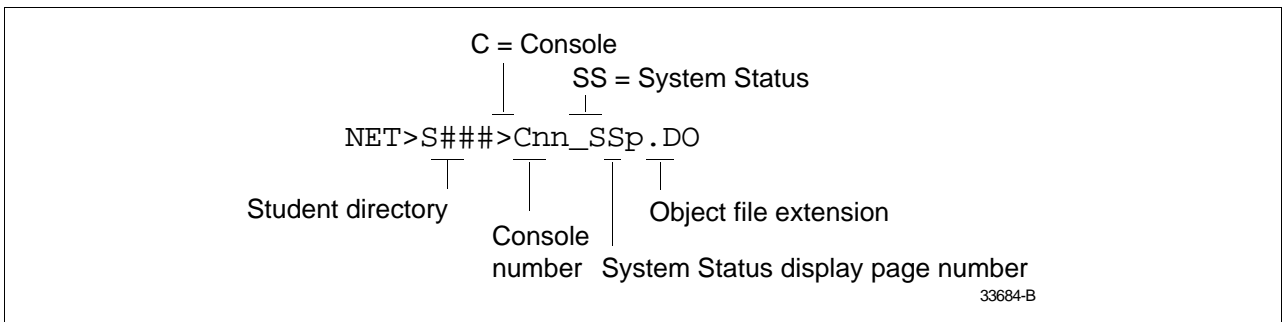 C = Console
SS = System Status
NET>S###>Cnn_SSp.DO
Student directory
Object file extension
Console
number
System Status display page number
33684-B